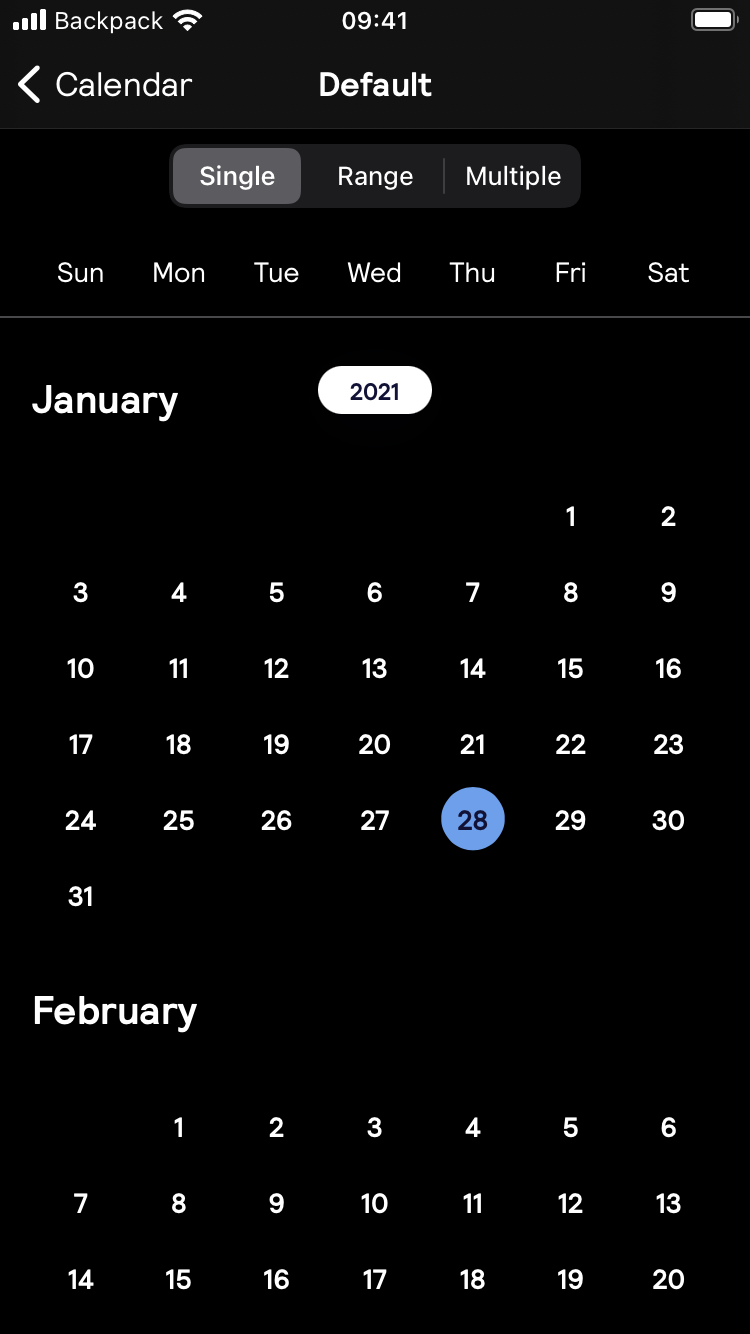 Backpack 09:41
Calendar Default
Single Range Multiple
Sun Mon Tue Wed Thu Fri Sat
January 2021
1 2
3 4 5 6 7 8 9
10 11 12 13 14 15 16
17 18 19 20 21 22 23
24 25 26 27 28 29 30
31
February
1 2 3 4 5 6
7 8 9 10 11 12 13
14 15 16 17 18 19 20